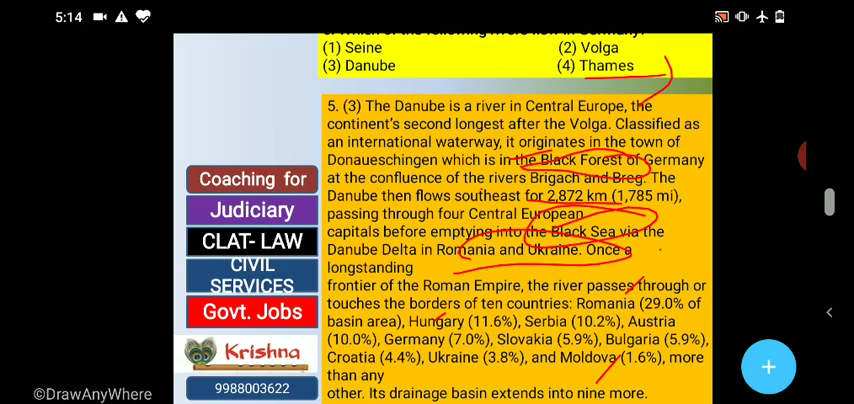 5:14
(1) Seine (2) Volga
(3) Danube (4) Thames
5. (3) The Danube is a river in Central Europe, the
continent's second longest after the Volga. Classified as
an international waterway, it originates in the town of
Donaueschingen which is in the Black Forest of Germany
at the confluence of the rivers Brigach and Breg. The
Danube then flows southeast for 2,872 km (1,785 mi),
passing through four Central European
capitals before emptying into the Black Sea via the
Danube Delta in Romania and Ukraine. Once a
longstanding
frontier of the Roman Empire, the river passes through or
touches the borders of ten countries: Romania (29.0% of
basin area), Hungary (11.6%), Serbia (10.2%), Austria
(10.0%), Germany (7.0%), Slovakia (5.9%), Bulgaria (5.9%),
Croatia (4.4%), Ukraine (3.8%), and Moldova (1.6%), more
than any
other. Its drainage basin extends into nine more.
Coaching for
Judiciary
CLAT- LAW
CIVIL
SERVICES
Govt. Jobs
Krishna
9988003622
©DrawAnyWhere